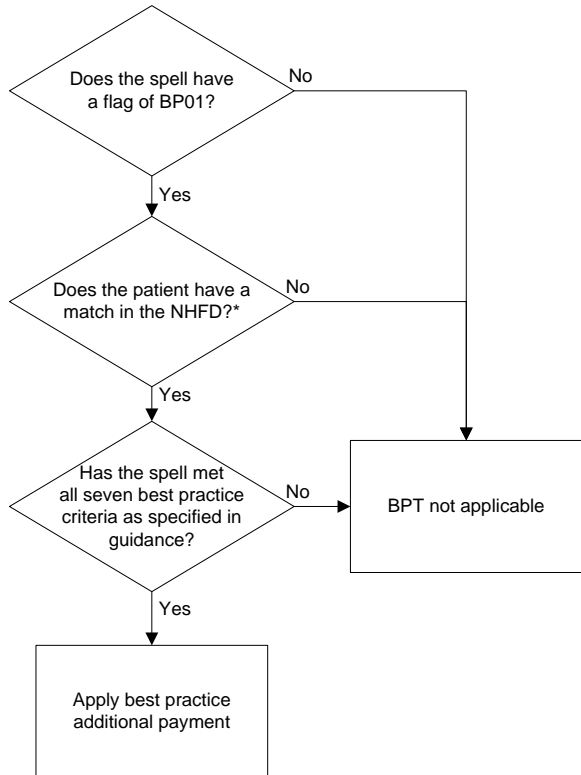 Does the spell have
a flag of BP01?
No
Yes
Does the patient have a
match in the NHFD?*
No
Yes
Has the spell met
all seven best practice
criteria as specified in
guidance?
No
BPT not applicable
Yes
Apply best practice
additional payment